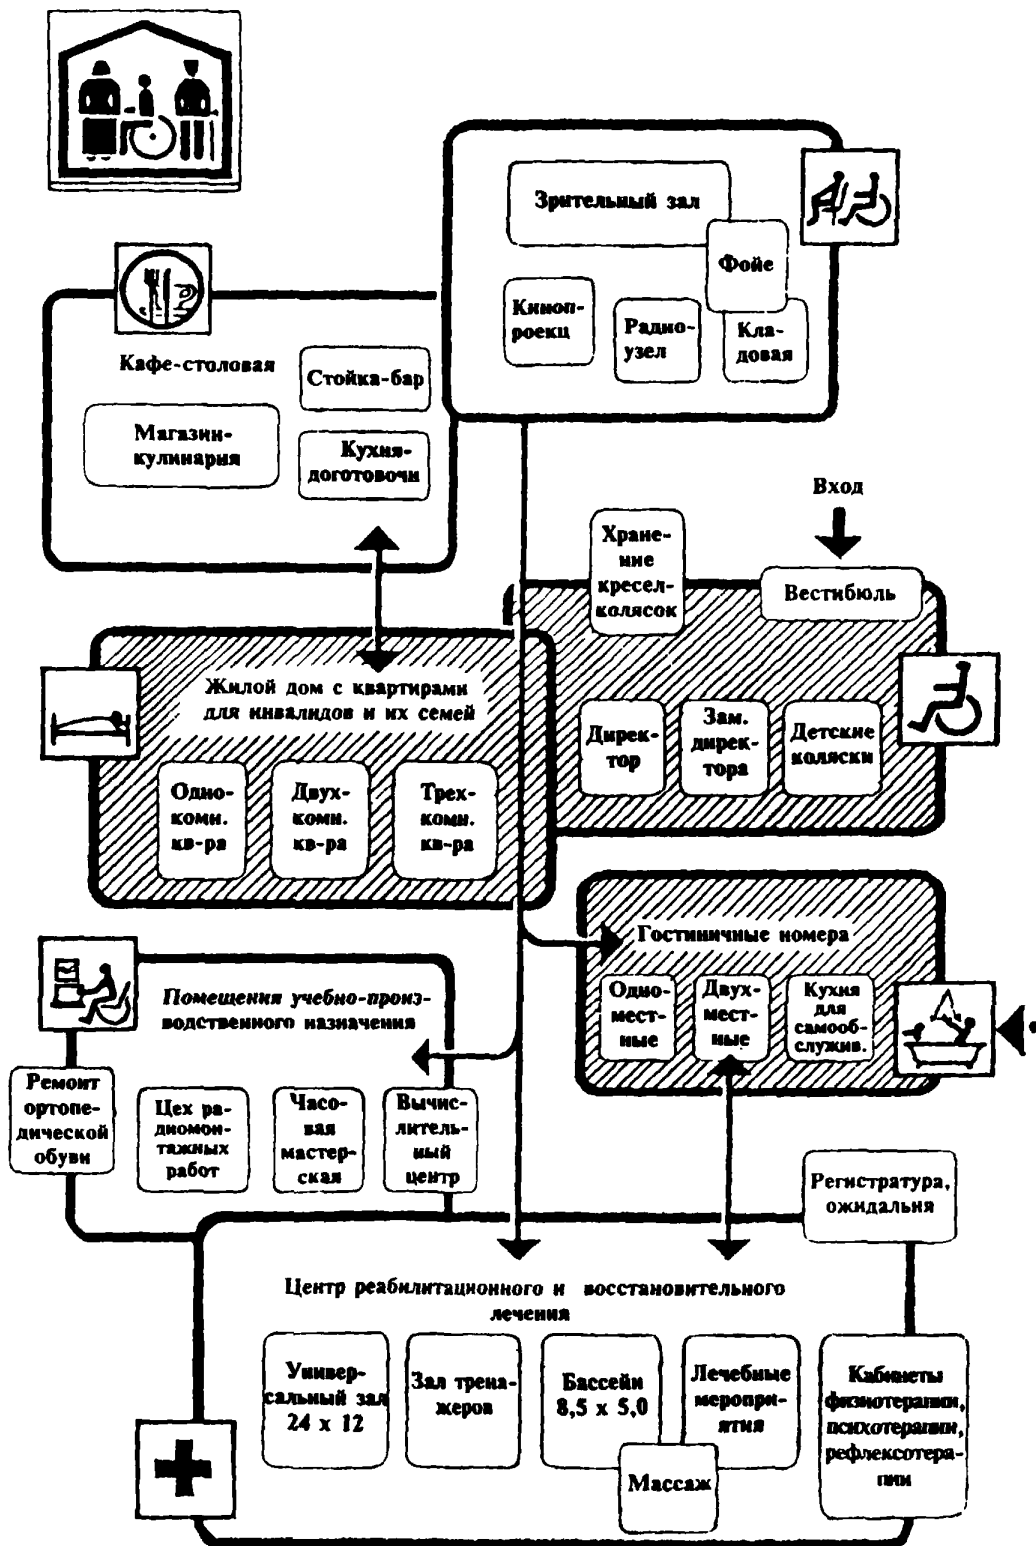 Зрительный зал
Фойе
Киноп-
роекц
Радио-
узел
Кла-
довая
Кафе-столовая
Стойка-бар
Магазин-
кулинария
Кухня-
доготовочн
Вход
Хране-
ние
кресел-
колясок
Вестибюль
Жилой дом с квартирами
для инвалидов и их семей
Дирек-
тор
Зам.
дирек-
тора
Детские
коляски
Одно-
комн.
кв-ра
Двух-
комн.
кв-ра
Трех-
комн.
кв-ра
Гостиничные номера
Одно-
мест-
ные
Двух-
мест-
ные
Кухня
для
самооб-
служив.
Помещения учебно-произ-
водственного назначения
Ремонт
ортопе-
дической
обуви
Цех ра-
диомон-
тажных
работ
Часо-
вая
мастер-
ская
Вычис-
литель-
ный
центр
Регистратура,
ожидальня
Центр реабилитационного и восстановительного
лечения
Универ-
сальный зал
24 х 12
Зал трена-
жеров
Бассейн
8,5 х 5,0
Лечебные
меропри-
ятия
Массаж
Кабинеты
физиотерапии,
психотерапии,
рефлексотера-
пии